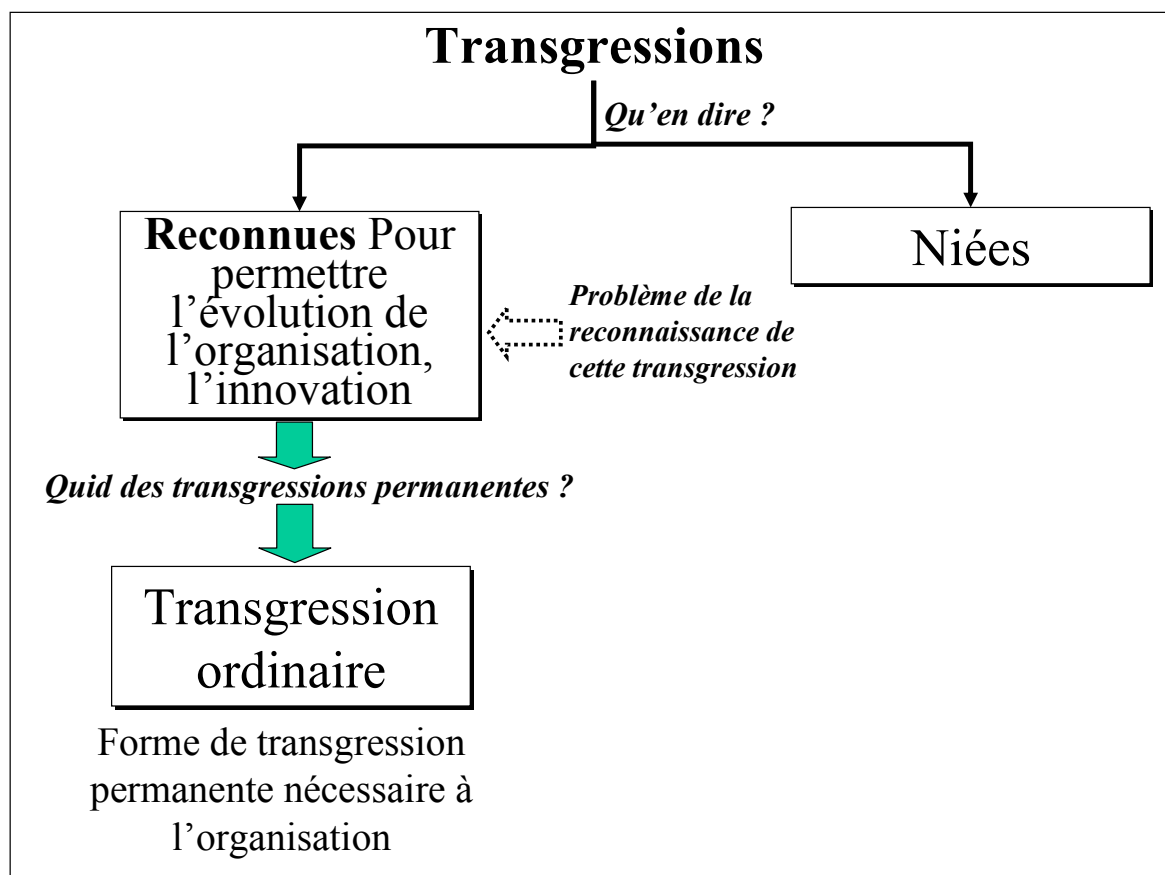 Transgressions
Qu’en dire ?
Reconnues Pour
permettre
l’évolution de
l’organisation,
l’innovation
Niées
Problème de la
reconnaissance de
cette transgression
Quid des transgressions permanentes ?
Transgression
ordinaire
Forme de transgression
permanente nécessaire à
l’organisation